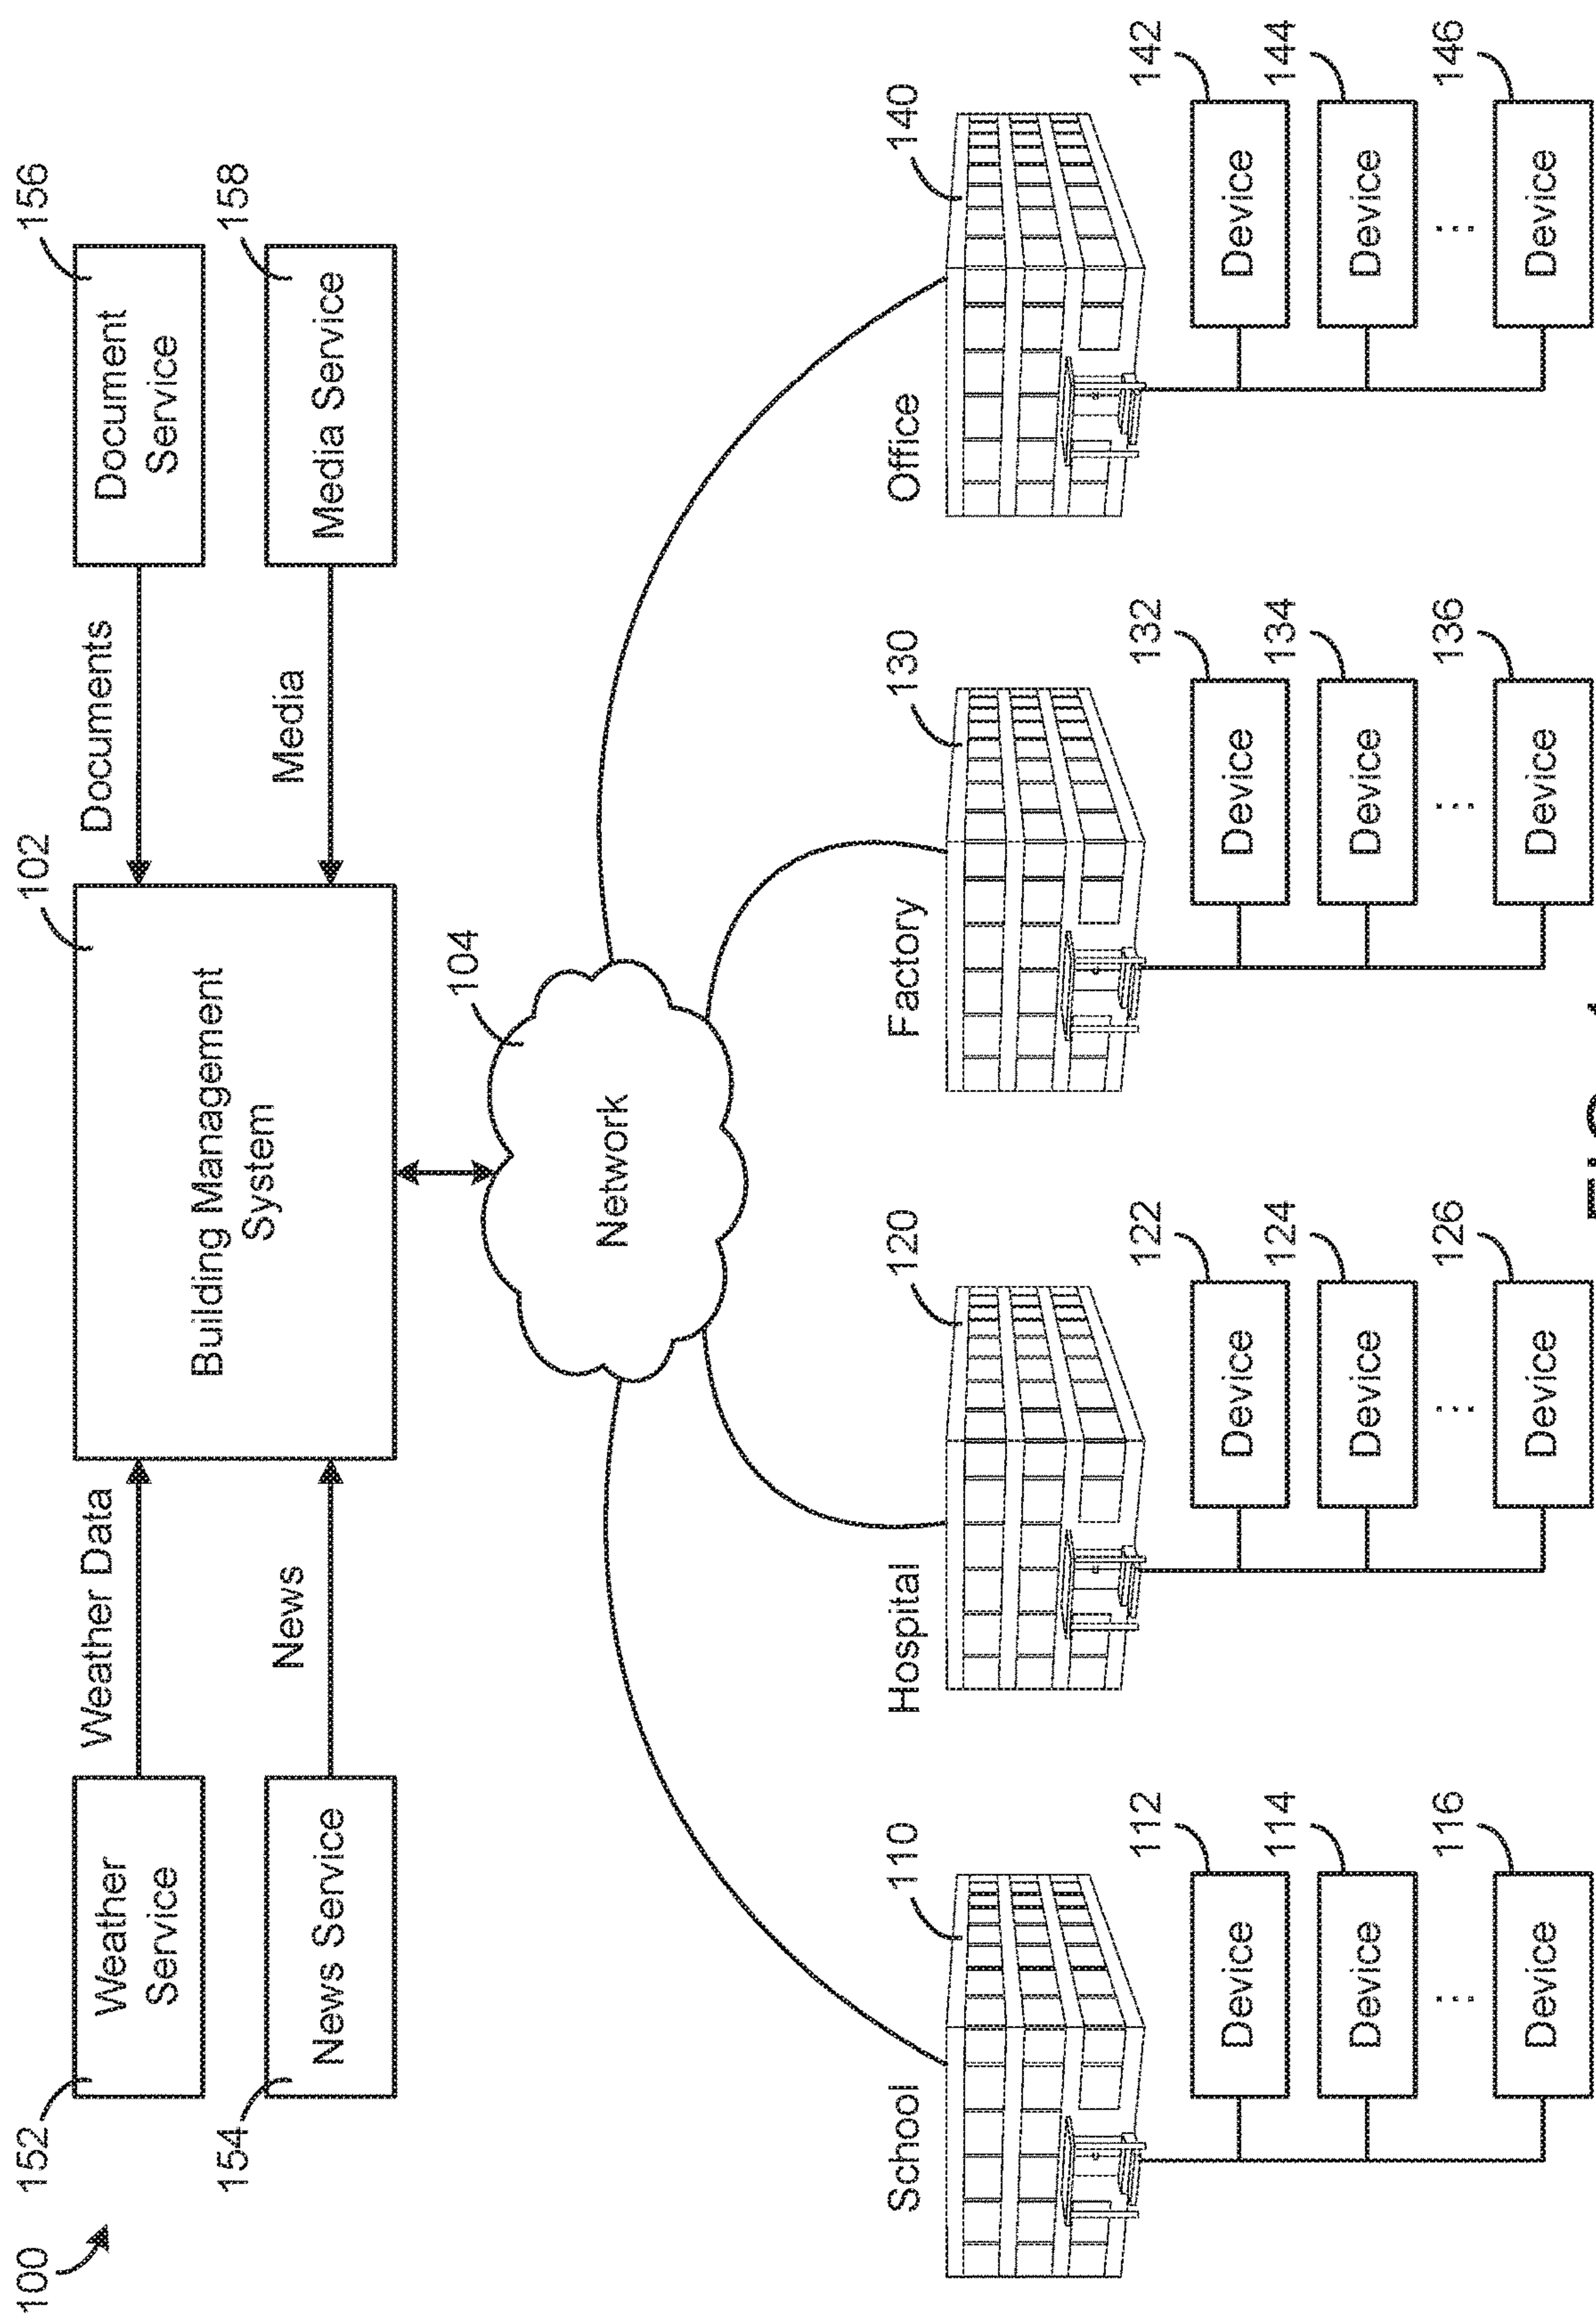 100
152
Weather
Service
Weather Data
154
News Service
News
102
Building Management
System
Documents
Document
Service
156
Media
Media Service
158
104
Network
School
110
Hospital
120
Factory
130
Office
140
Device
112
Device
114
Device
116
Device
122
Device
124
Device
126
Device
132
Device
134
Device
136
Device
142
Device
144
Device
146